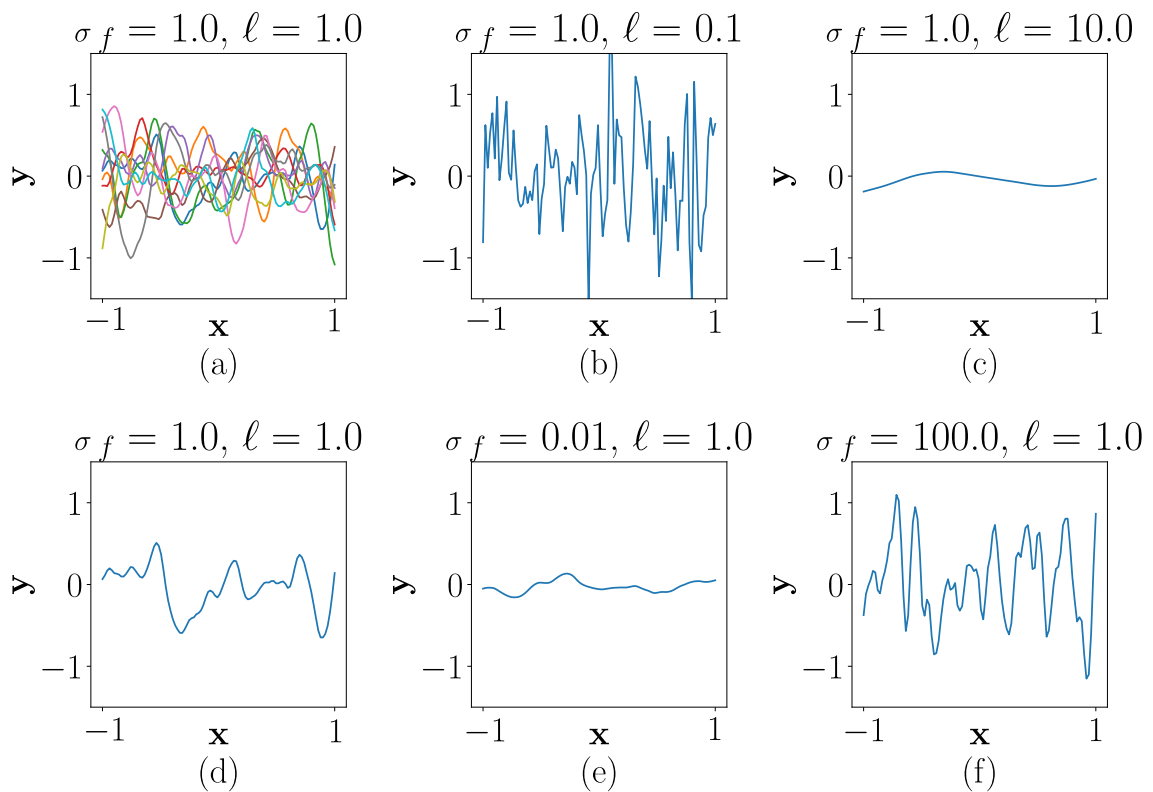 σ_f = 1.0, ℓ = 1.0
σ_f = 1.0, ℓ = 0.1
σ_f = 1.0, ℓ = 10.0
y
1
0
−1
−1
1
x
(a)
y
1
0
−1
−1
1
x
(b)
y
1
0
−1
−1
1
x
(c)
σ_f = 1.0, ℓ = 1.0
σ_f = 0.01, ℓ = 1.0
σ_f = 100.0, ℓ = 1.0
y
1
0
−1
−1
1
x
(d)
y
1
0
−1
−1
1
x
(e)
y
1
0
−1
−1
1
x
(f)